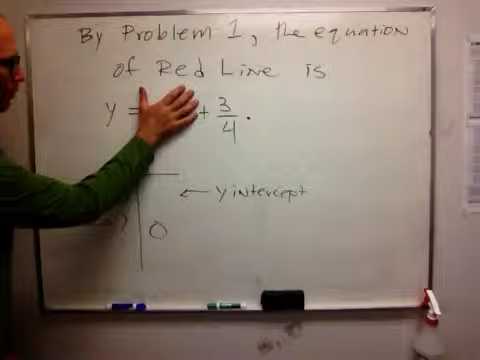 By Problem 1, the equation
of Red Line is
y = + 3/4.
← y intercept
0